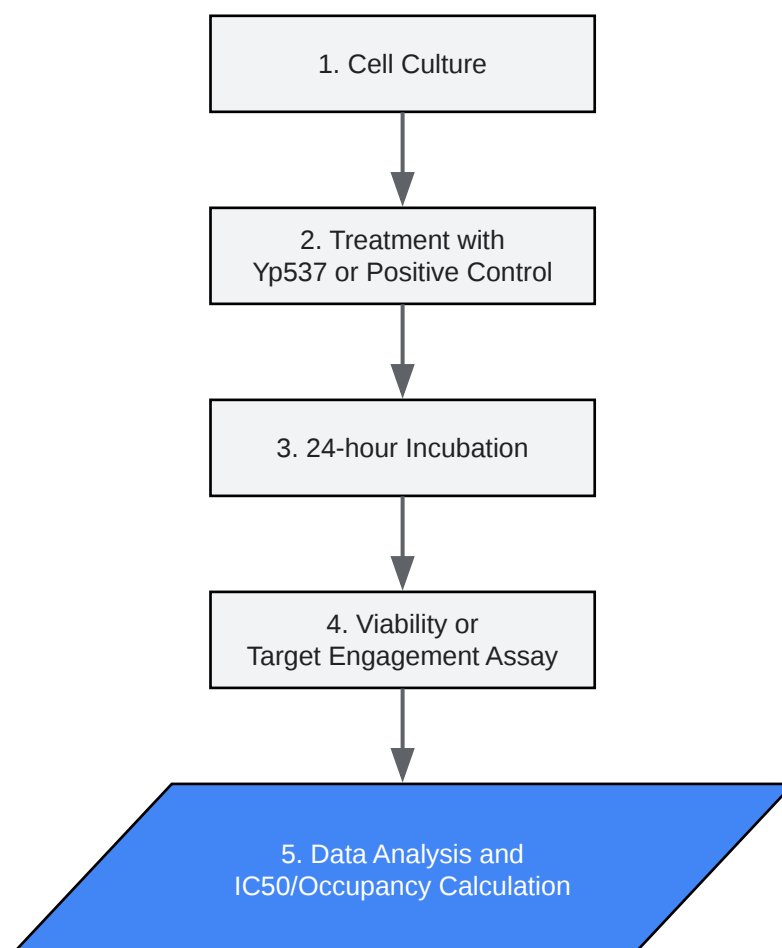 1. Cell Culture
2. Treatment with
Yp537 or Positive Control
3. 24-hour Incubation
4. Viability or
Target Engagement Assay
5. Data Analysis and
IC50/Occupancy Calculation